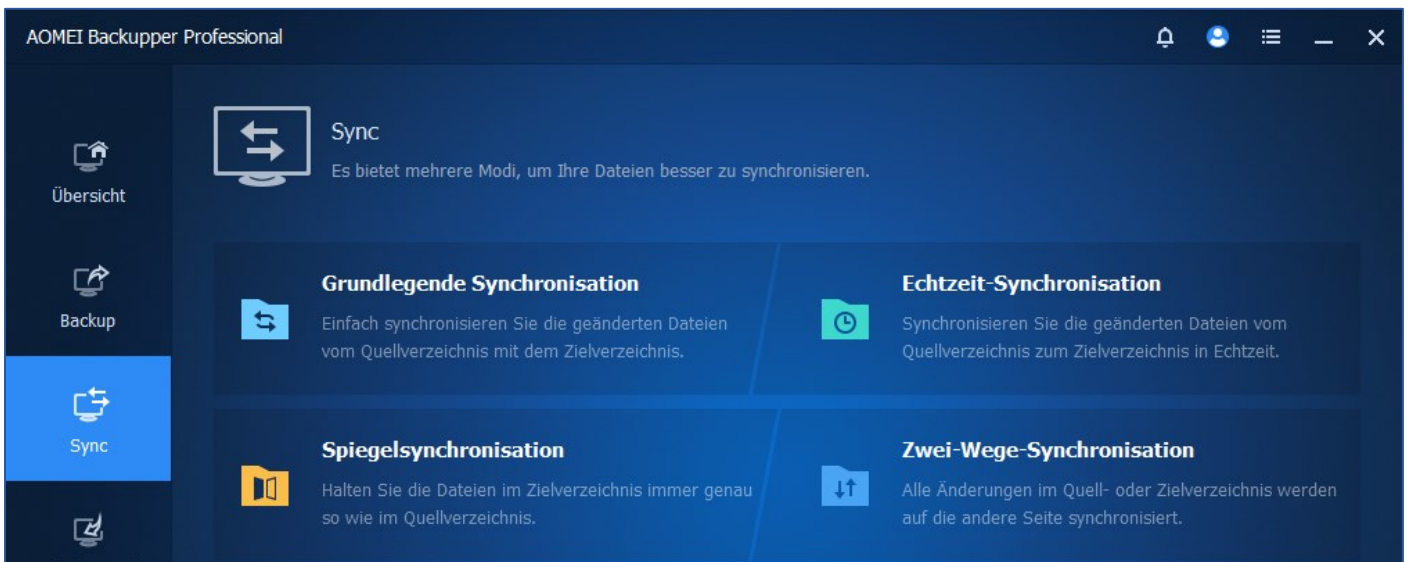 AOMEI Backupper Professional
Übersicht
Backup
Sync
Sync
Es bietet mehrere Modi, um Ihre Dateien besser zu synchronisieren.
Grundlegende Synchronisation
Einfach synchronisieren Sie die geänderten Dateien
vom Quellverzeichnis mit dem Zielverzeichnis.
Echtzeit-Synchronisation
Synchronisieren Sie die geänderten Dateien vom
Quellverzeichnis zum Zielverzeichnis in Echtzeit.
Spiegelsynchronisation
Halten Sie die Dateien im Zielverzeichnis immer genau
so wie im Quellverzeichnis.
Zwei-Wege-Synchronisation
Alle Änderungen im Quell- oder Zielverzeichnis werden
auf die andere Seite synchronisiert.